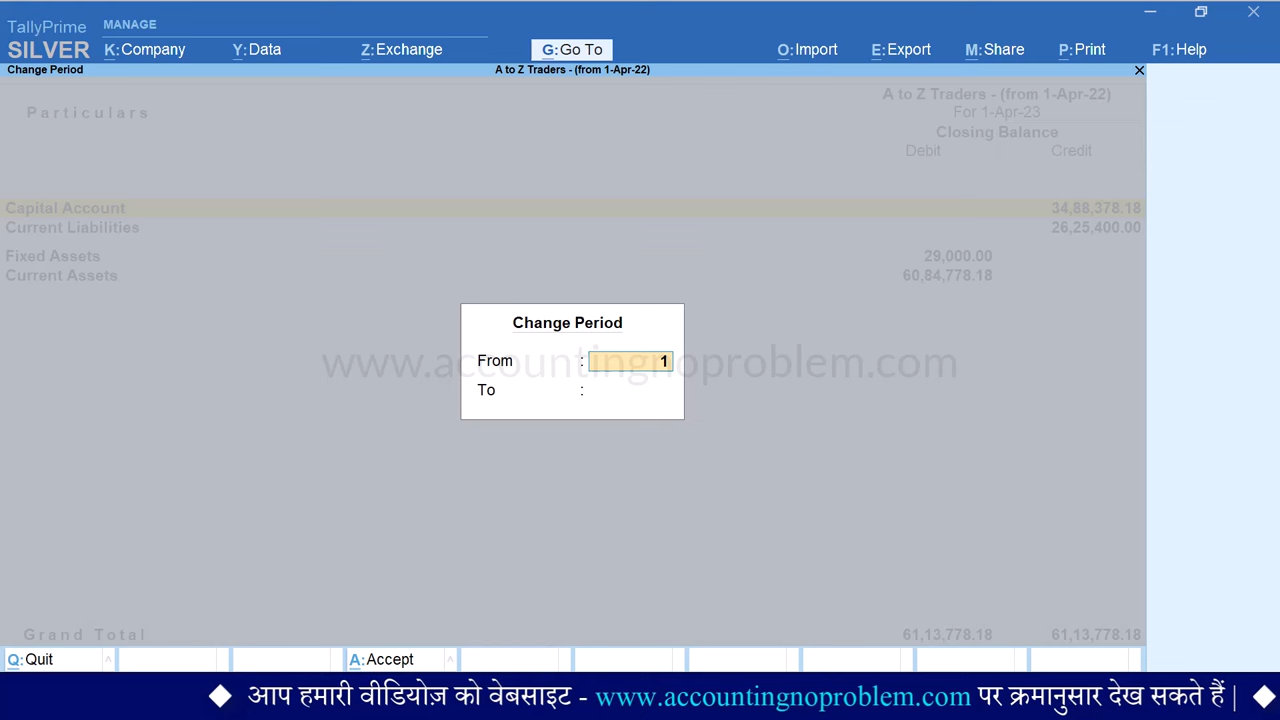 TallyPrime
MANAGE
SILVER
K:Company
Y:Data
Z:Exchange
G:Go To
O:Import
E:Export
M:Share
P:Print
F1:Help
Change Period
A to Z Traders - (from 1-Apr-22)
A to Z Traders - (from 1-Apr-22)
Particulars
For 1-Apr-23
Closing Balance
Debit Credit
Capital Account 34,88,378.18
Current Liabilities 26,25,400.00
Fixed Assets 29,000.00
Current Assets 60,84,778.18
Change Period
From : 1
To :
www.accountingnoproblem.com
Grand Total 61,13,778.18 61,13,778.18
Q:Quit
A:Accept
आप हमारी वीडियोज़ को वेबसाइट - www.accountingnoproblem.com पर क्रमानुसार देख सकते हैं |